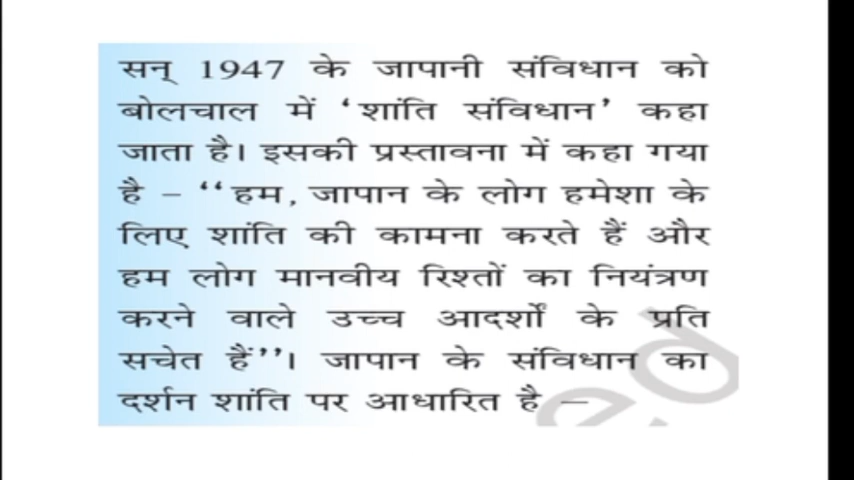 सन् 1947 के जापानी संविधान को
बोलचाल में ‘शांति संविधान’ कहा
जाता है। इसकी प्रस्तावना में कहा गया
है – ‘‘हम, जापान के लोग हमेशा के
लिए शांति की कामना करते हैं और
हम लोग मानवीय रिश्तों का नियंत्रण
करने वाले उच्च आदर्शों के प्रति
सचेत हैं’’। जापान के संविधान का
दर्शन शांति पर आधारित है –